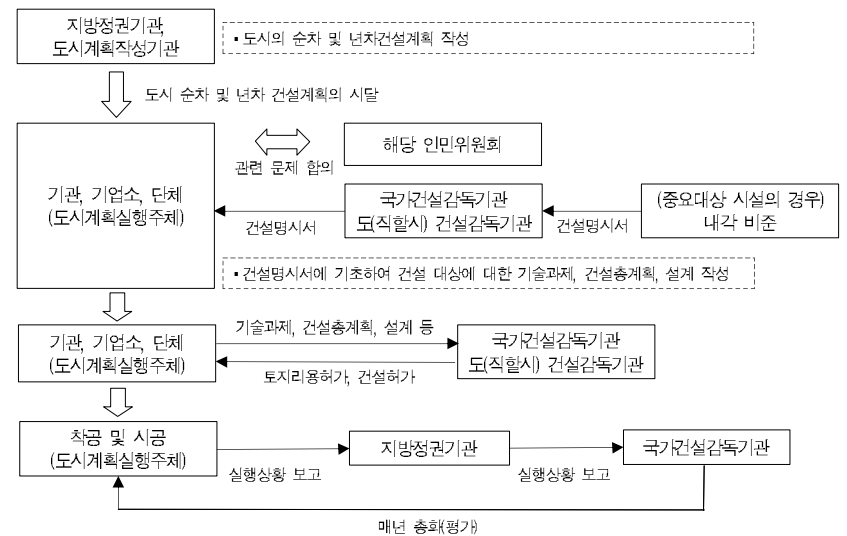 지방정권기관,
도시계획작성기관
▪ 도시의 순차 및 년차건설계획 작성
도시 순차 및 년차 건설계획의 시달
기관, 기업소, 단체
(도시계획실행주체)
관련 문제 합의
해당 인민위원회
건설명시서
국가건설감독기관
도(직할시) 건설감독기관
건설명시서
(중요대상 시설의 경우)
내각 비준
▪ 건설명시서에 기초하여 건설 대상에 대한 기술과제, 건설총계획, 설계 작성
기관, 기업소, 단체
(도시계획실행주체)
기술과제, 건설총계획, 설계 등
토지리용허가, 건설허가
국가건설감독기관
도(직할시) 건설감독기관
착공 및 시공
(도시계획실행주체)
실행상황 보고
지방정권기관
실행상황 보고
국가건설감독기관
매년 총화(평가)